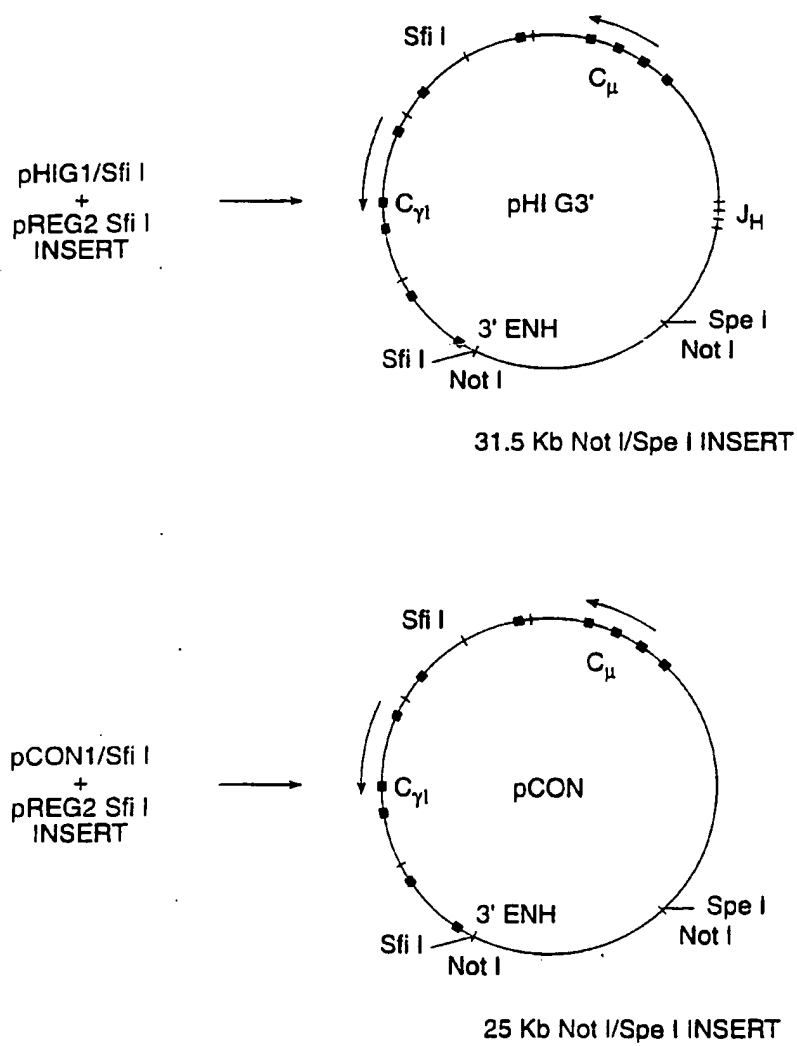 Sfi I
Cμ
pHIG1/Sfi I
+
pREG2 Sfi I
INSERT
Cγl
pHI G3'
JH
3' ENH
Spe I
Sfi I
Not I
Not I
31.5 Kb Not I/Spe I INSERT
Sfi I
Cμ
pCON1/Sfi I
+
pREG2 Sfi I
INSERT
Cγl
pCON
3' ENH
Spe I
Sfi I
Not I
Not I
25 Kb Not I/Spe I INSERT